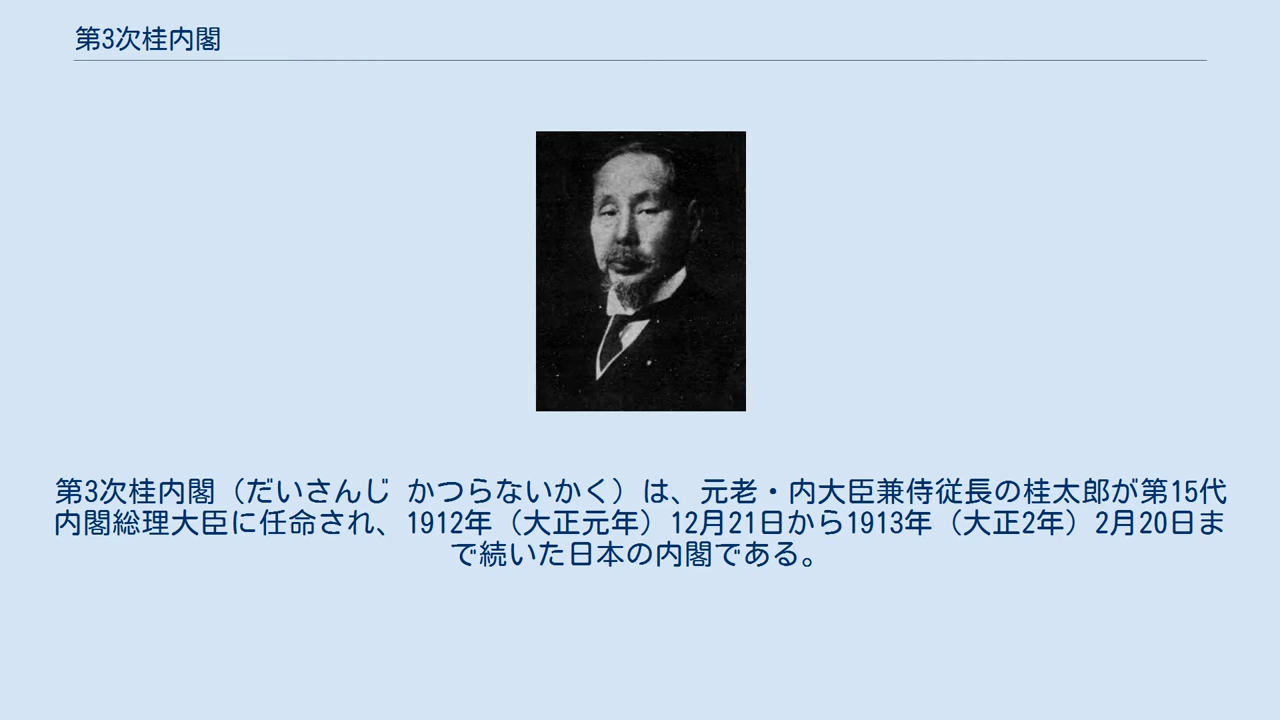 第3次桂内閣
第3次桂内閣（だいさんじ かつらないかく）は、元老・内大臣兼侍従長の桂太郎が第15代
内閣総理大臣に任命され、1912年（大正元年）12月21日から1913年（大正2年）2月20日ま
で続いた日本の内閣である。